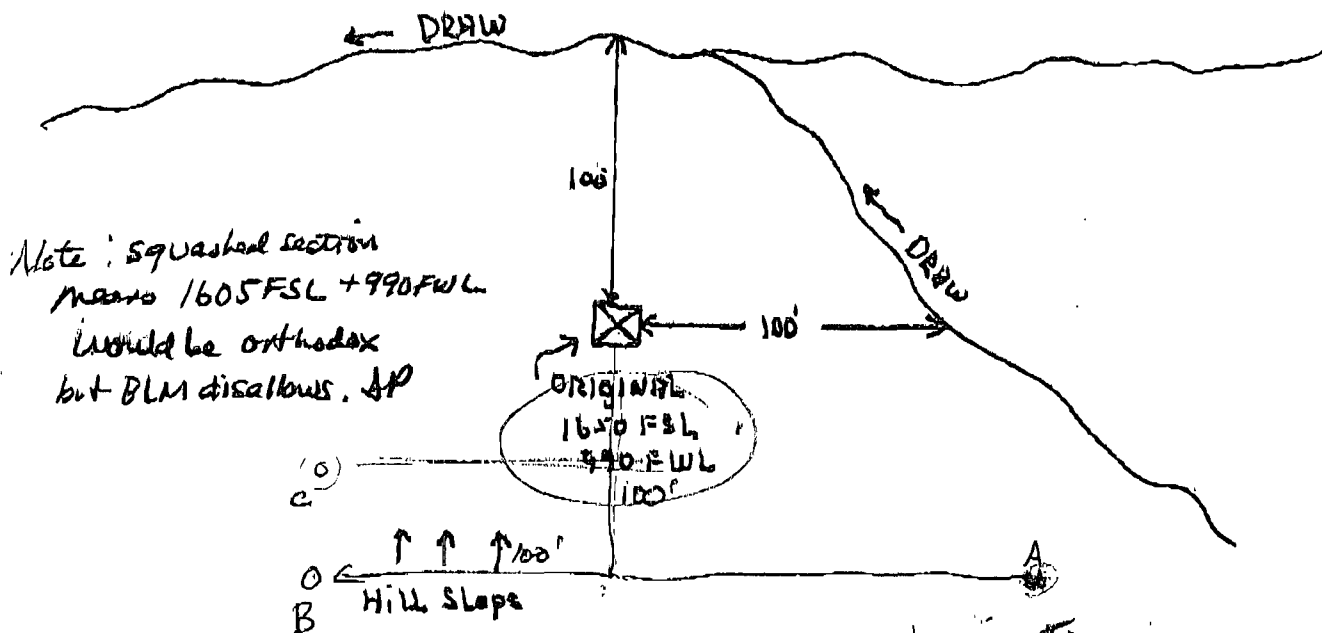 ← DRAW
100'
Note: squashed section
means 1605 FSL + 990 FWL
would be orthodox
but BLM disallows.
DRAW
100'
ORIGINAL
1650 FSL
990 FWL
100'
C
100'
A
B
Hill Slope